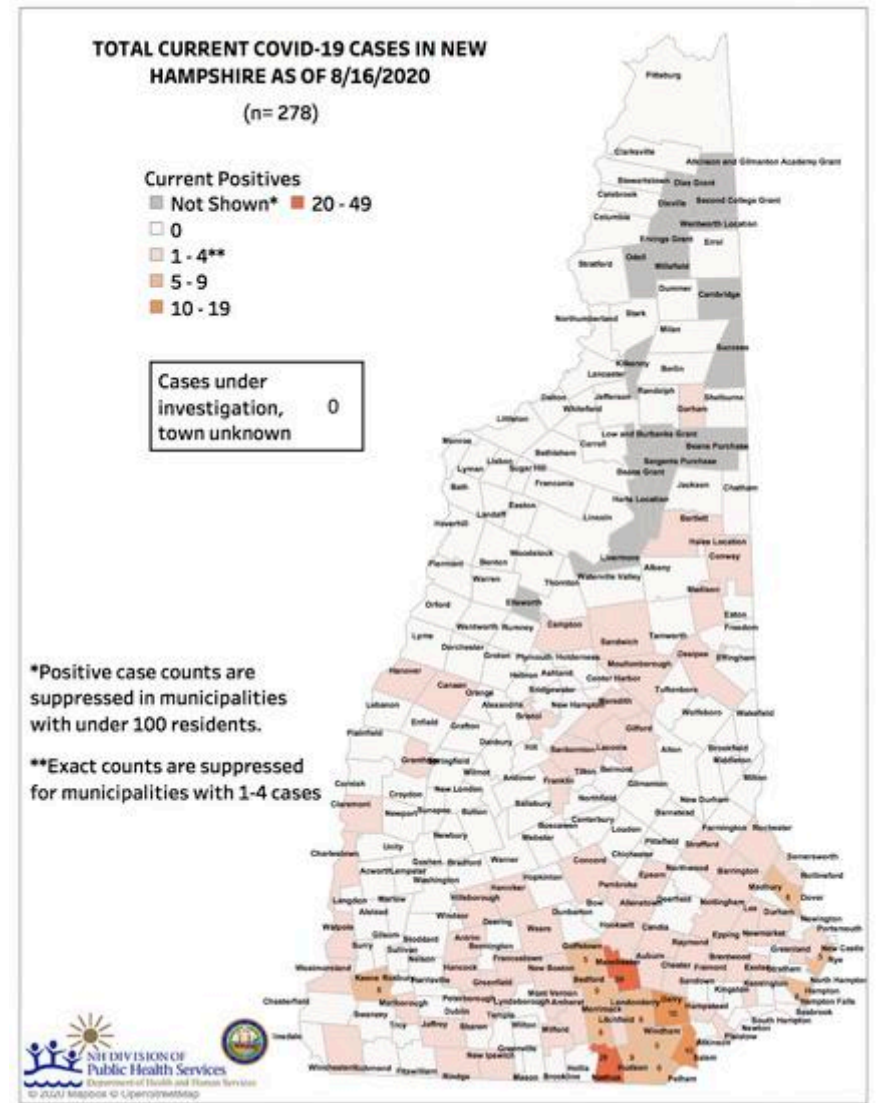 TOTAL CURRENT COVID-19 CASES IN NEW
HAMPSHIRE AS OF 8/16/2020
(n= 278)
Current Positives
Not Shown* 20 - 49
0
1 - 4**
5 - 9
10 - 19
Cases under
investigation, 0
town unknown
*Positive case counts are
suppressed in municipalities
with under 100 residents.
**Exact counts are suppressed
for municipalities with 1-4 cases
Pittsburg
Clarksville
Atkinson and Gilmanton Academy Grant
Stewartstown Dixs Grant
Colebrook
Dixville Second College Grant
Columbia
Wentworth Location
Ervings Grant Errol
Odell
Stratford Millsfield
Dummer Cambridge
Northumberland Stark
Milan
Success
Kilkenny
Lancaster Berlin
Dalton Jefferson Randolph Shelburne
Whitefield Durham
Littleton
Low and Burbanks Grant
Monroe Carroll Beans Purchase
Lisbon Bethlehem Sargents Purchase
Lyman Sugar Hill Beans Grant
Bath Franconia Jackson Chatham
Easton Harts Location
Landaff Lincoln Bartlett
Haverhill
Hales Location
Woodstock Livermore Conway
Piermont Benton Albany
Warren Thornton Waterville Valley
Madison
Orford Ellsworth
Eaton
Wentworth Rumney Campton Freedom
Lyme Sandwich Tamworth
Dorchester Ossipee Effingham
Groton Plymouth Holderness Moultonborough
Hanover Hebron Ashland Center Harbor
Canaan Orange Bridgewater Tuftonboro
Lebanon Alexandria New Hampton Meredith
Bristol Wolfeboro Wakefield
Enfield Grafton
Plainfield Gilford
Danbury Hill Sanbornton Laconia Alton Brookfield
Grantham Springfield Middleton
Wilmot Tilton Belmont
Cornish Andover Franklin Milton
Croydon New London Gilmanton
Claremont Northfield New Durham
Newport Sunapee Sutton Salisbury
Canterbury Barnstead
Boscawen Loudon Farmington Rochester
Newbury Webster
Unity Pittsfield Strafford
Charlestown Chichester Somersworth
Goshen Bradford Warner Concord
Acworth Lempster Epsom Northwood Barrington Rollinsford
Washington Hopkinton Pembroke Madbury
Langdon Marlow Hillsborough Henniker Bow Allenstown Deerfield Nottingham Lee Dover
Alstead Windsor Dunbarton Durham Newington
Walpole Deering Weare Hooksett Candia Epping Newmarket Portsmouth
Gilsum Stoddard Antrim
Surry Sullivan Bennington Goffstown Raymond Greenland New Castle
Nelson Francestown Manchester Auburn Brentwood Rye
Westmoreland Hancock New Boston Chester Fremont Exeter Stratham
Keene Roxbury Harrisville Greenfield Bedford Sandown Kensington North Hampton
Chesterfield Mont Vernon Londonderry Derry Kingston Hampton
Marlborough Peterborough Lyndeborough Amherst Merrimack Hampstead Hampton Falls
Swanzey Dublin Temple Litchfield South Hampton Seabrook
Troy Jaffrey Sharon Wilton Milford Windham Newton
Plaistow
Atkinson
Greenville Salem
New Ipswich Hollis Hudson
Winchester Richmond Fitzwilliam Rindge Mason Brookline Nashua Pelham
NH DIVISION OF
Public Health Services
Department of Health and Human Services
© 2020 Mapbox © OpenStreetMap